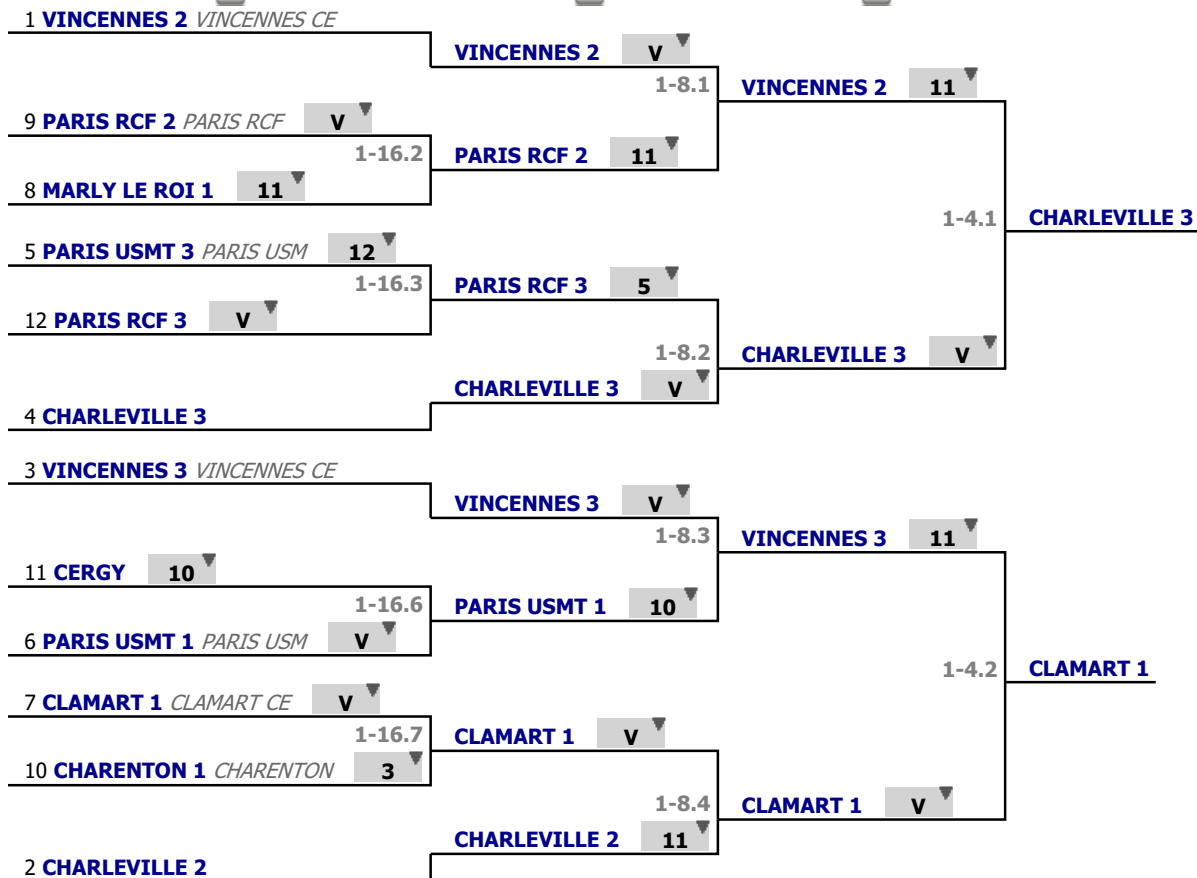 1 VINCENNES 2 VINCENNES CE
VINCENNES 2 V
1-8.1
VINCENNES 2 11
9 PARIS RCF 2 PARIS RCF V
1-16.2
PARIS RCF 2 11
8 MARLY LE ROI 1 11
1-4.1
CHARLEVILLE 3
5 PARIS USMT 3 PARIS USM 12
1-16.3
PARIS RCF 3 5
12 PARIS RCF 3 V
1-8.2
CHARLEVILLE 3 V
CHARLEVILLE 3 V
4 CHARLEVILLE 3
3 VINCENNES 3 VINCENNES CE
VINCENNES 3 V
1-8.3
VINCENNES 3 11
11 CERGY 10
1-16.6
PARIS USMT 1 10
6 PARIS USMT 1 PARIS USM V
1-4.2
CLAMART 1
7 CLAMART 1 CLAMART CE V
1-16.7
CLAMART 1 V
10 CHARENTON 1 CHARENTON 3
1-8.4
CLAMART 1 V
CHARLEVILLE 2 11
2 CHARLEVILLE 2